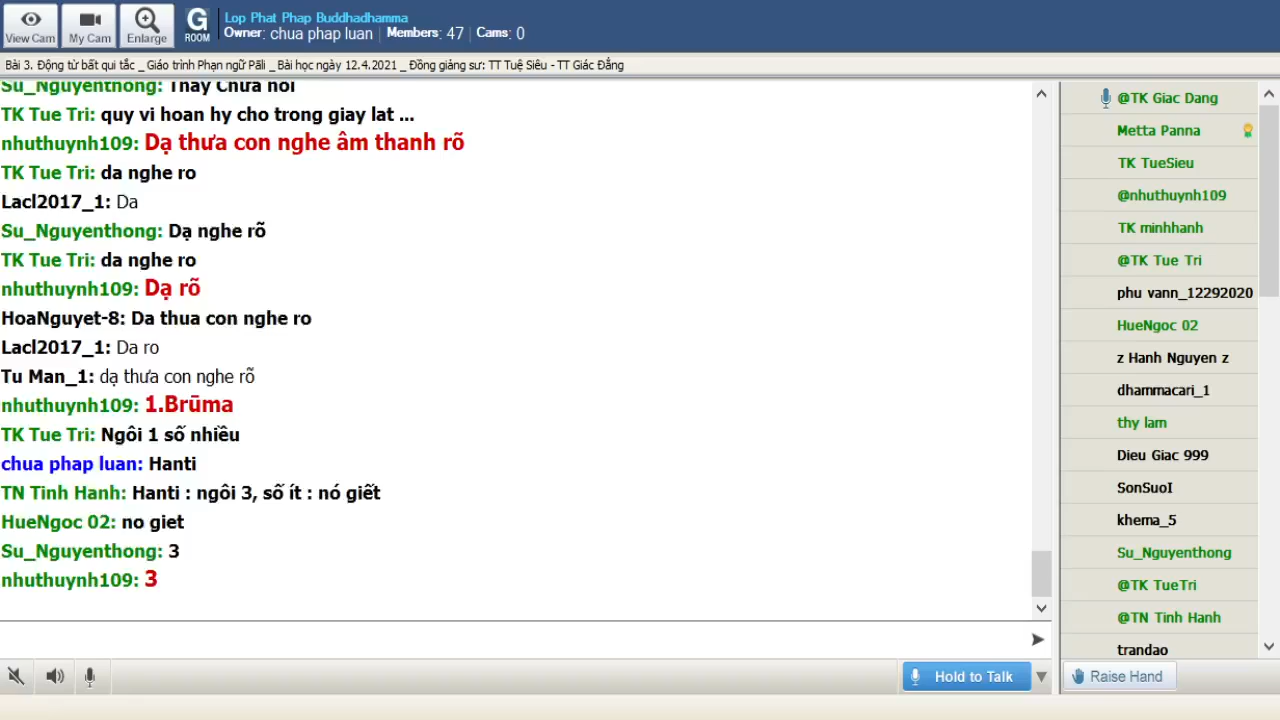 View Cam
My Cam
Enlarge
G
ROOM
Lop Phat Phap Buddhadhamma
Owner: chua phap luan | Members: 47 | Cams: 0
Bài 3. Động từ bất qui tắc _ Giáo trình Phạn ngữ Pāli _ Bài học ngày 12.4.2021 _ Đồng giảng sư: TT Tuệ Siêu - TT Giác Đẳng
Su_Nguyenthong: Thầy Chưa nói
TK Tue Tri: quy vi hoan hy cho trong giay lat ...
nhuthuynh109: Dạ thưa con nghe âm thanh rõ
TK Tue Tri: da nghe ro
Lacl2017_1: Da
Su_Nguyenthong: Dạ nghe rõ
TK Tue Tri: da nghe ro
nhuthuynh109: Dạ rõ
HoaNguyet-8: Da thua con nghe ro
Lacl2017_1: Da ro
Tu Man_1: dạ thưa con nghe rõ
nhuthuynh109: 1.Brūma
TK Tue Tri: Ngôi 1 số nhiều
chua phap luan: Hanti
TN Tinh Hanh: Hanti : ngôi 3, số ít : nó giết
HueNgoc 02: no giet
Su_Nguyenthong: 3
nhuthuynh109: 3
@TK Giac Dang
Metta Panna
TK TueSieu
@nhuthuynh109
TK minhhanh
@TK Tue Tri
phu vann_12292020
HueNgoc 02
z Hanh Nguyen z
dhammacari_1
thy lam
Dieu Giac 999
SonSuoI
khema_5
Su_Nguyenthong
@TK TueTri
@TN Tinh Hanh
trandao
Hold to Talk
Raise Hand